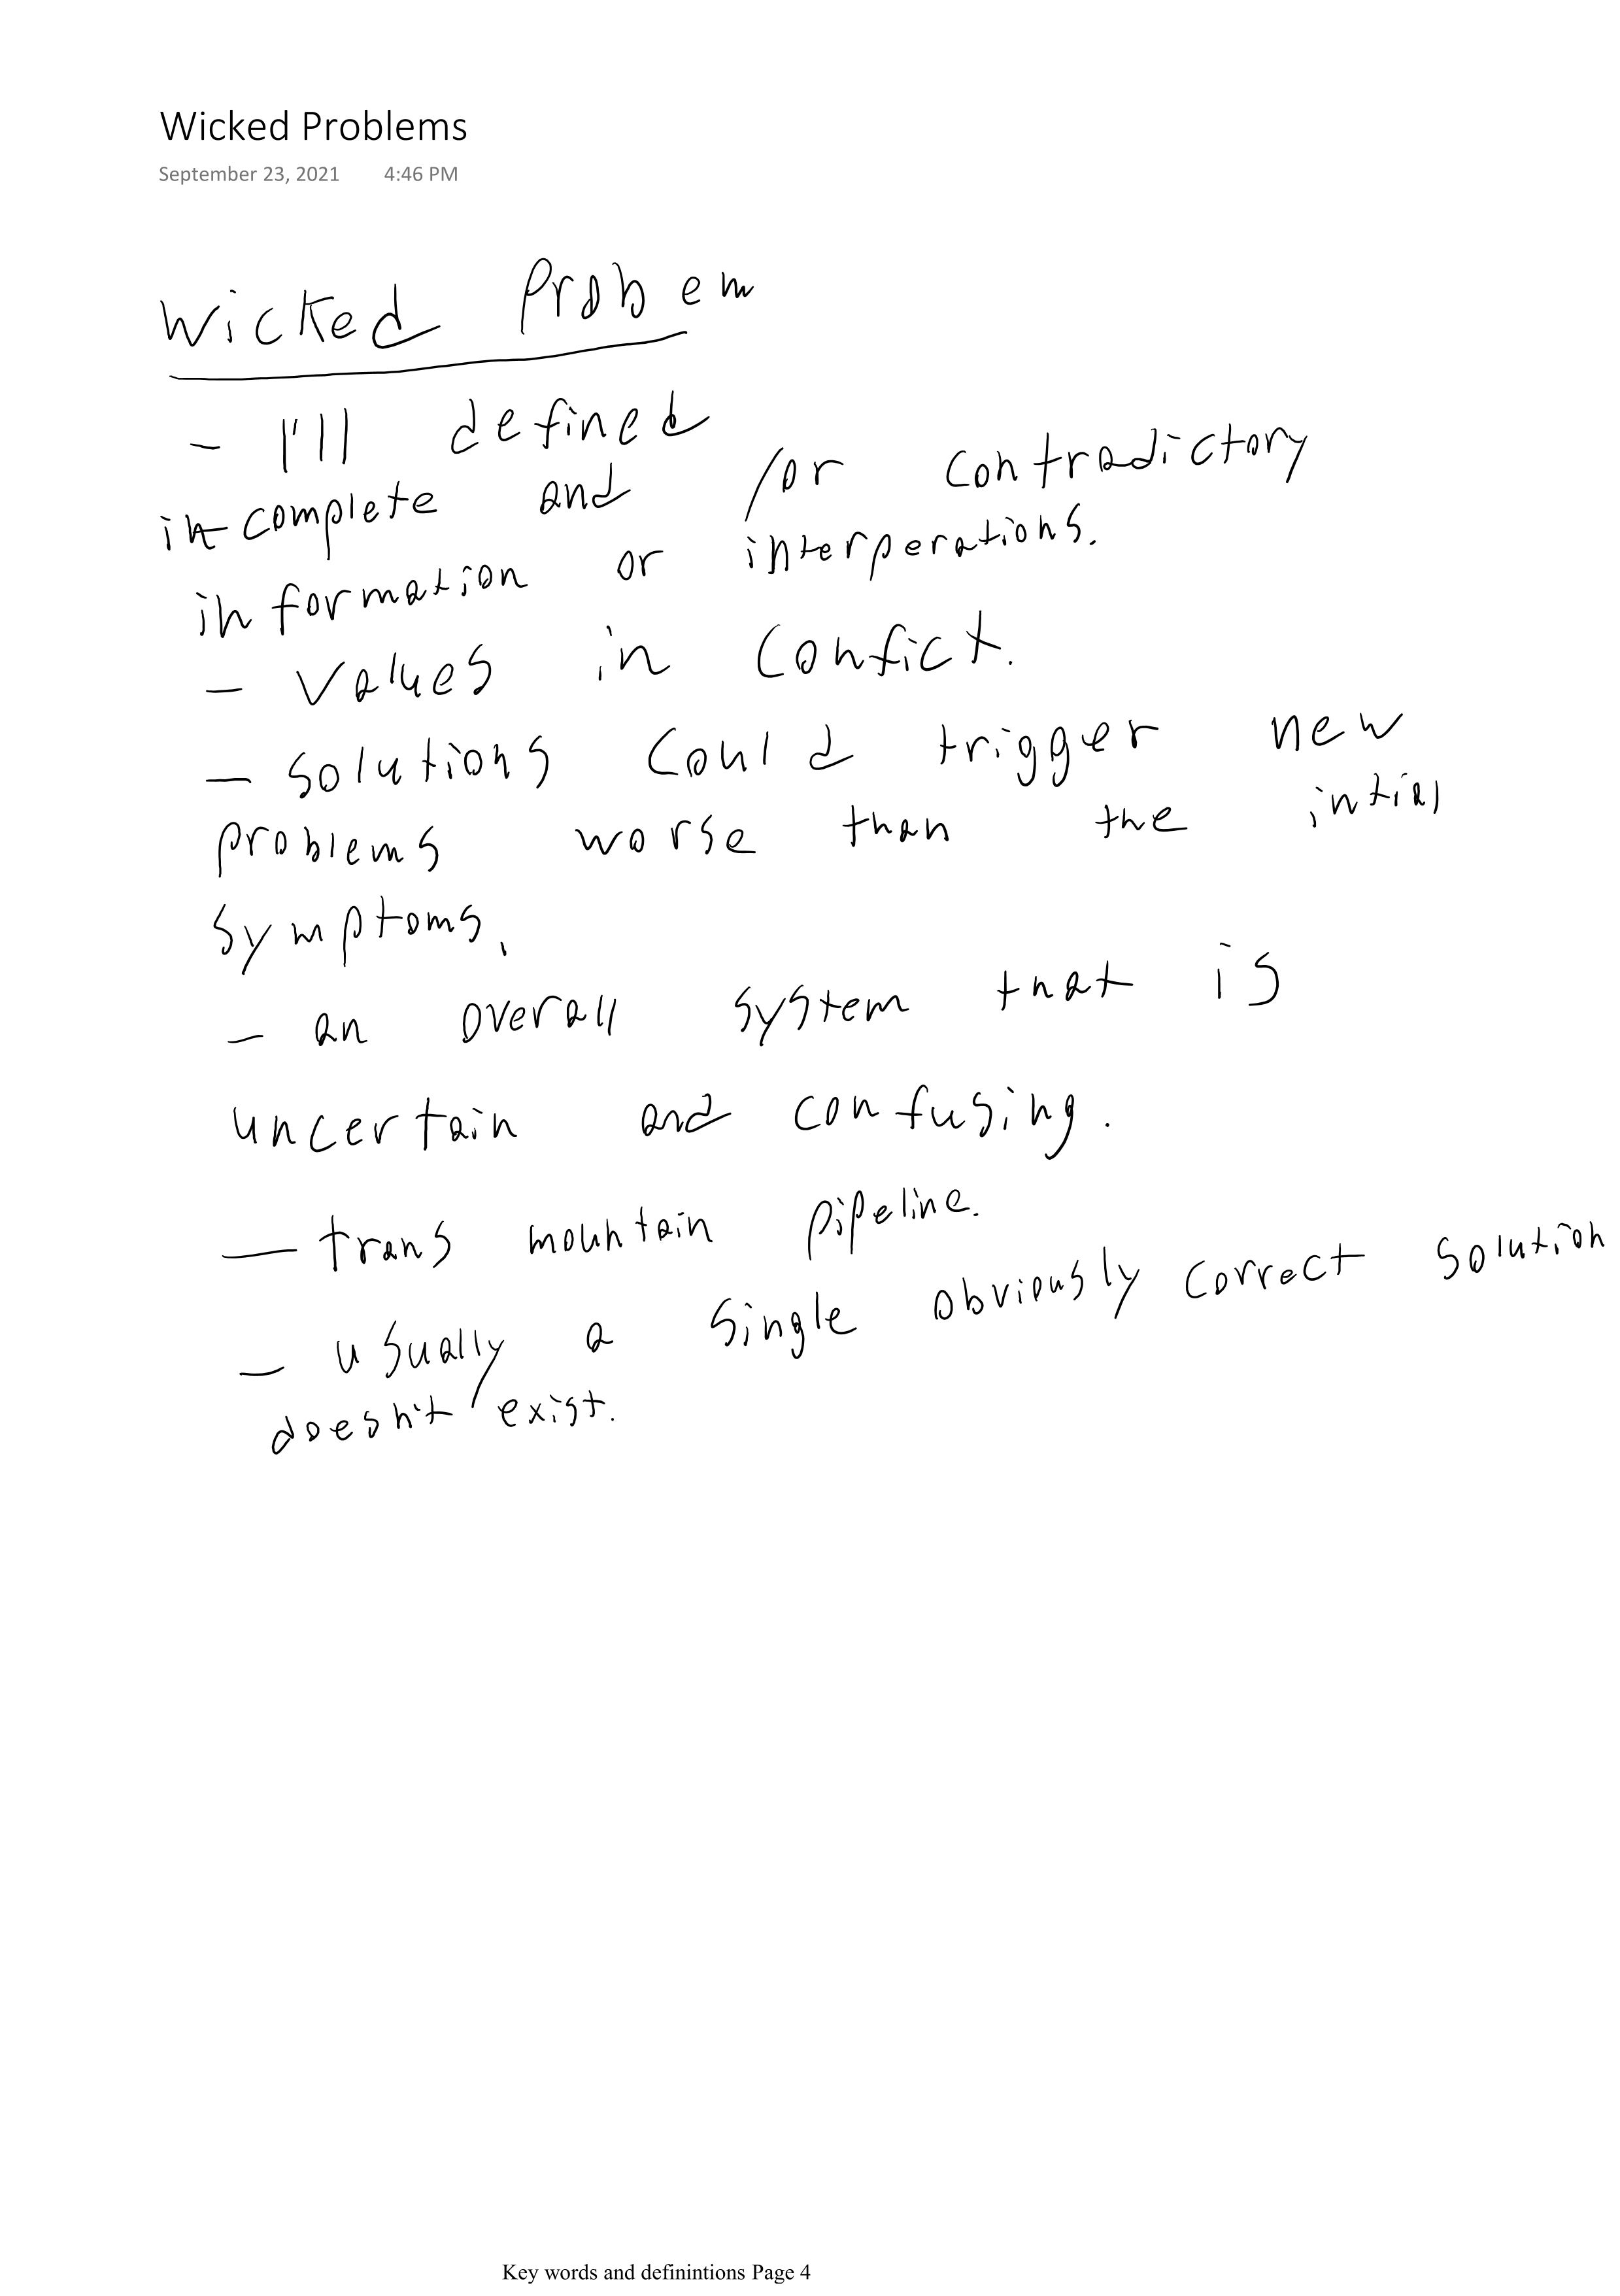 Wicked Problems
September 23, 2021 4:46 PM
Wicked Probem
- I'll defined
incomplete and /or contradictory
information or interperations.
- values in confict.
- solutions could trigger new
problems worse than the intial
symptoms.
- an overall system that is
uncertain and confusing.
- trans mountain pipeline.
- usually a single obviously correct solution
doesn't exist.
Key words and definintions Page 4